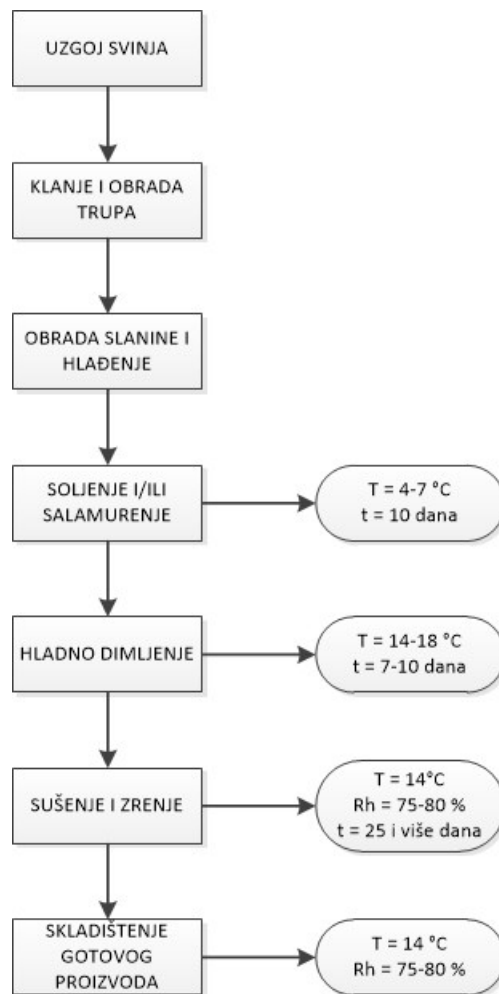 UZGOJ SVINJA
KLANJE I OBRADA
TRUPA
OBRADA SLANINE I
HLAĐENJE
SOLJENJE I/ILI
SALAMURENJE
T = 4-7 °C
t = 10 dana
HLADNO DIMLJENJE
T = 14-18 °C
t = 7-10 dana
SUŠENJE I ZRENJE
T = 14°C
Rh = 75-80 %
t = 25 i više dana
SKLADIŠTENJE
GOTOVOG
PROIZVODA
T = 14 °C
Rh = 75-80 %